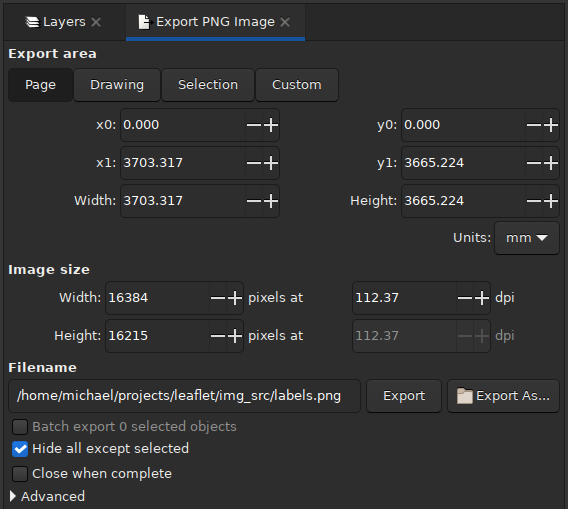 Layers Export PNG Image
Export area
Page Drawing Selection Custom
x0: 0.000 y0: 0.000
x1: 3703.317 y1: 3665.224
Width: 3703.317 Height: 3665.224
Units: mm
Image size
Width: 16384 pixels at 112.37 dpi
Height: 16215 pixels at 112.37 dpi
Filename
/home/michael/projects/leaflet/img_src/labels.png Export Export As...
Batch export 0 selected objects
Hide all except selected
Close when complete
Advanced